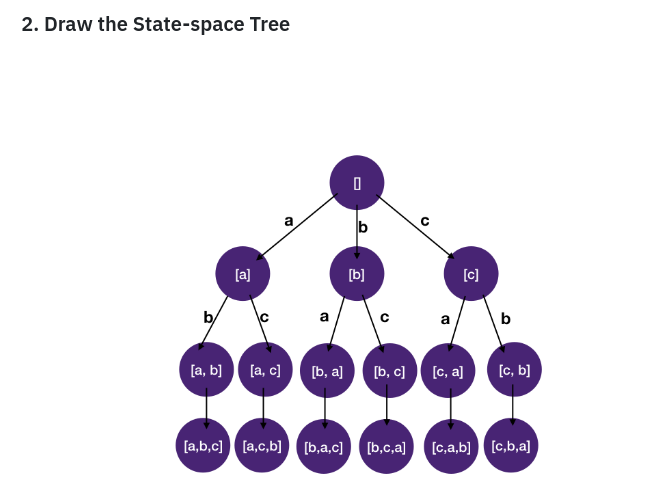 2. Draw the State-space Tree
[]
a
b
c
[a]
[b]
[c]
b
c
a
c
a
b
[a, b]
[a, c]
[b, a]
[b, c]
[c, a]
[c, b]
[a,b,c]
[a,c,b]
[b,a,c]
[b,c,a]
[c,a,b]
[c,b,a]